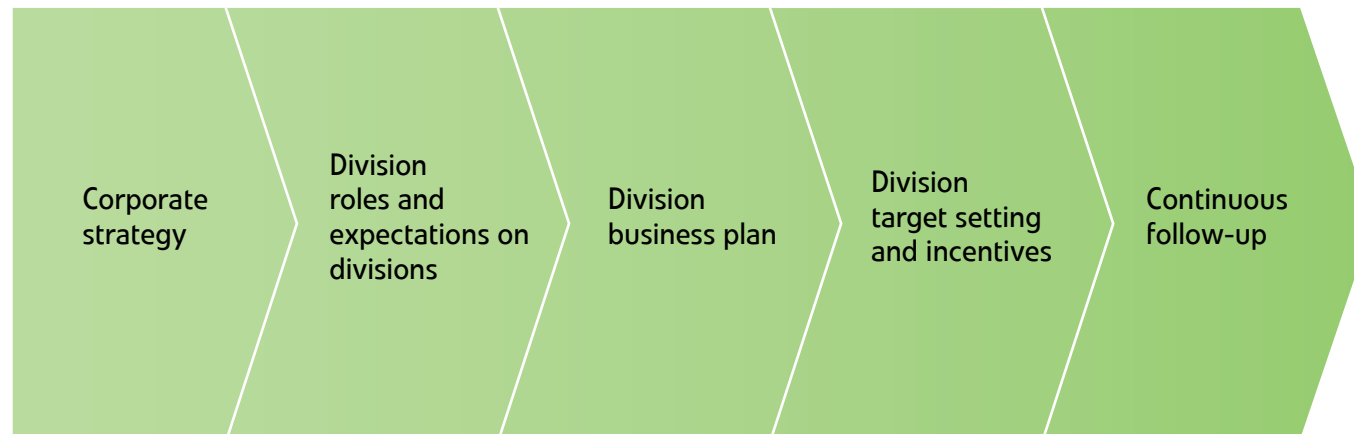 Corporate
strategy
Division
roles and
expectations on
divisions
Division
business plan
Division
target setting
and incentives
Continuous
follow-up